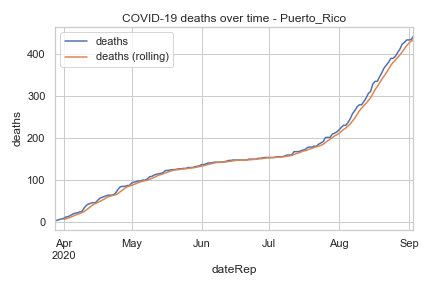 COVID-19 deaths over time - Puerto_Rico
deaths
deaths (rolling)
400
300
200
100
0
deaths
Apr May Jun Jul Aug Sep
2020
dateRep